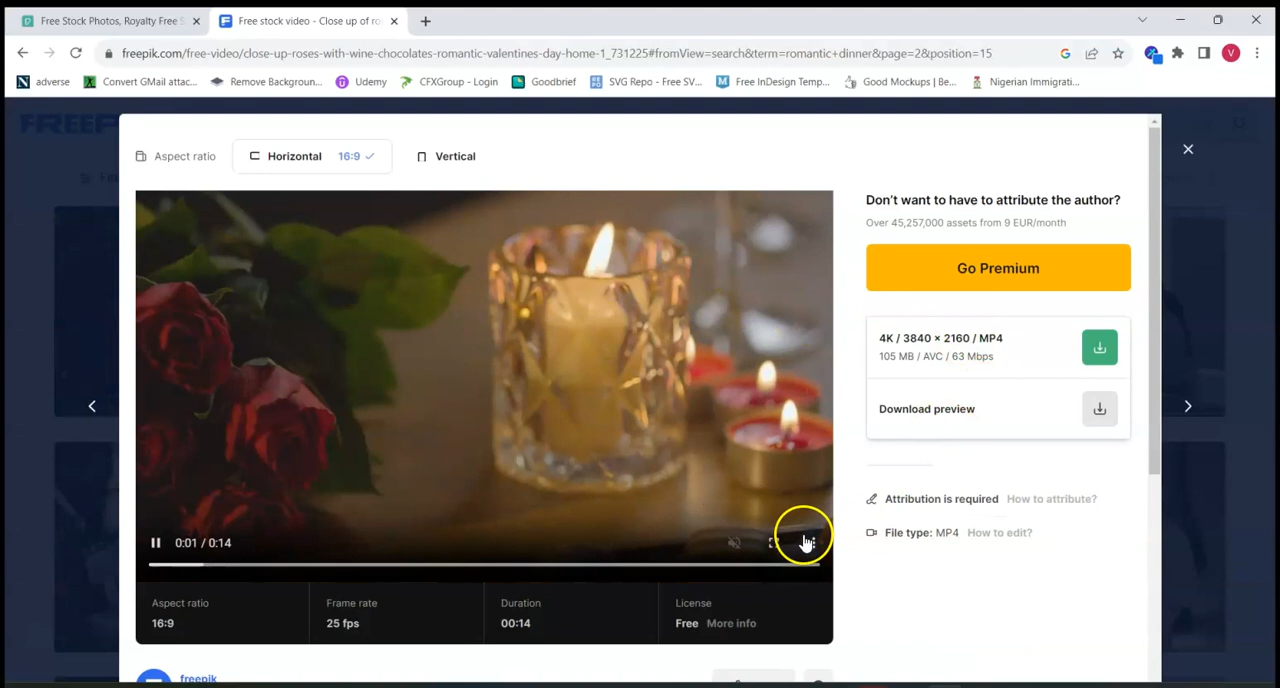 Free Stock Photos, Royalty Free S
Free stock video - Close up of ro
freepik.com/free-video/close-up-roses-with-wine-chocolates-romantic-valentines-day-home-1_731225#fromView=search&term=romantic+dinner&page=2&position=15
V
adverse
Convert GMail attac...
Remove Backgroun...
Udemy
CFXGroup - Login
Goodbrief
SVG Repo - Free SV...
Free InDesign Temp...
Good Mockups | Be...
Nigerian Immigrati...
FREEP
Aspect ratio
Horizontal 16:9
Vertical
Don't want to have to attribute the author?
Over 45,257,000 assets from 9 EUR/month
Go Premium
4K / 3840 × 2160 / MP4
105 MB / AVC / 63 Mbps
Download preview
Attribution is required How to attribute?
File type: MP4 How to edit?
0:01 / 0:14
Aspect ratio
16:9
Frame rate
25 fps
Duration
00:14
License
Free More info
freepik